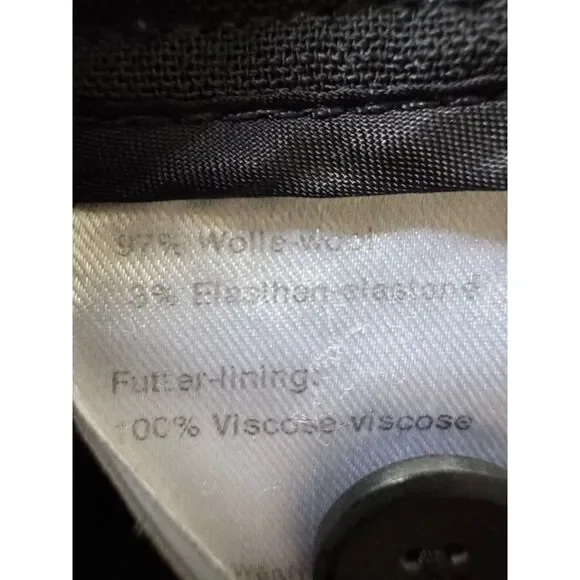 97% Wolle-wool
3% Elasthan-elastane
Futter-lining:
100% Viscose-viscose